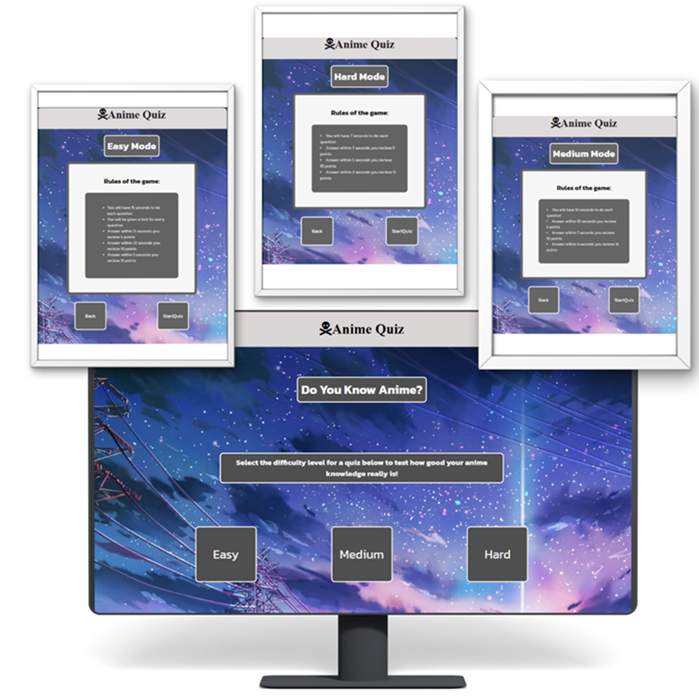 Anime Quiz
Hard Mode
Rules of the game:
You will have 7 seconds to do each
question
Answer within 7 seconds you recieve 5
points
Answer within 5 seconds you recieve
10 points
Answer within 2 seconds you recieve 15
points
Back
StartQuiz
Anime Quiz
Easy Mode
Rules of the game:
You will have 15 seconds to do
each question
You will be given a hint for every
question
Answer within 15 seconds you
recieve 5 points
Answer within 10 seconds you
recieve 10 points
Answer within 5 seconds you
recieve 15 points
Back
StartQuiz
Anime Quiz
Medium Mode
Rules of the game:
You will have 10 seconds to do each
question
Answer within 10 seconds you recieve
5 points
Answer within 7 seconds you recieve
10 points
Answer within seconds you recieve 15
points
Back
StartQuiz
Anime Quiz
Do You Know Anime?
Select the difficulty level for a quiz below to test how good your anime
knowledge really is!
Easy
Medium
Hard